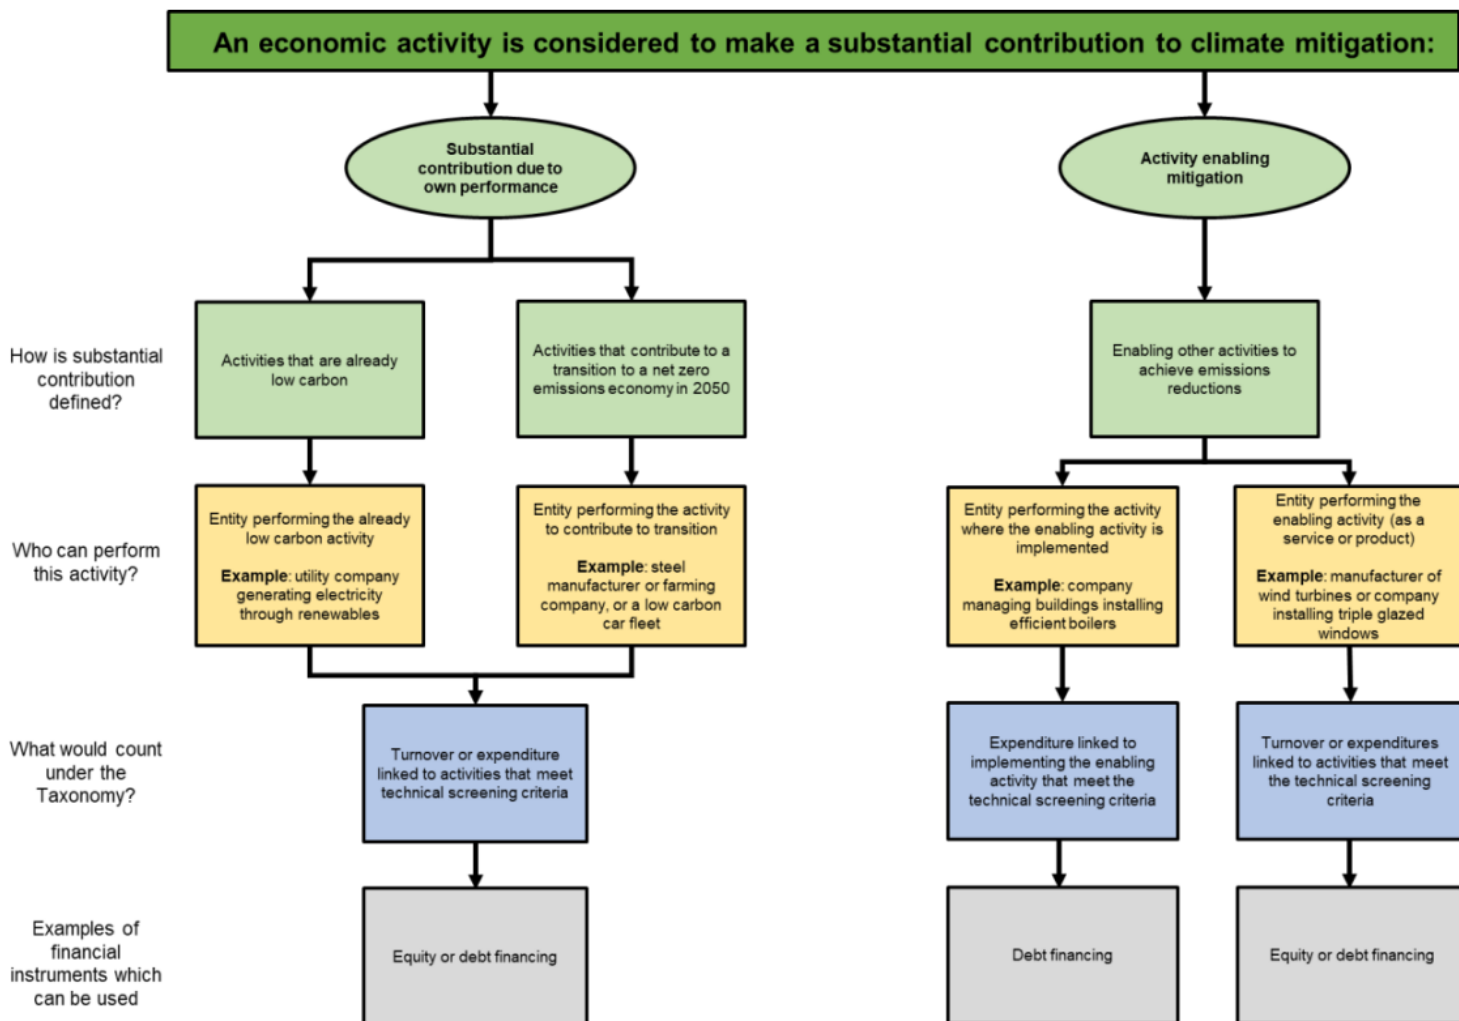 An economic activity is considered to make a substantial contribution to climate mitigation:
Substantial
contribution due to
own performance
Activity enabling
mitigation
How is substantial
contribution
defined?
Activities that are already
low carbon
Activities that contribute to a
transition to a net zero
emissions economy in 2050
Enabling other activities to
achieve emissions
reductions
Who can perform
this activity?
Entity performing the already
low carbon activity
Example: utility company
generating electricity
through renewables
Entity performing the activity
to contribute to transition
Example: steel
manufacturer or farming
company, or a low carbon
car fleet
Entity performing the activity
where the enabling activity is
implemented
Example: company
managing buildings installing
efficient boilers
Entity performing the
enabling activity (as a
service or product)
Example: manufacturer of
wind turbines or company
installing triple glazed
windows
What would count
under the
Taxonomy?
Turnover or expenditure
linked to activities that meet
technical screening criteria
Expenditure linked to
implementing the enabling
activity that meet the
technical screening criteria
Turnover or expenditures
linked to activities that meet
the technical screening
criteria
Examples of
financial
instruments which
can be used
Equity or debt financing
Debt financing
Equity or debt financing